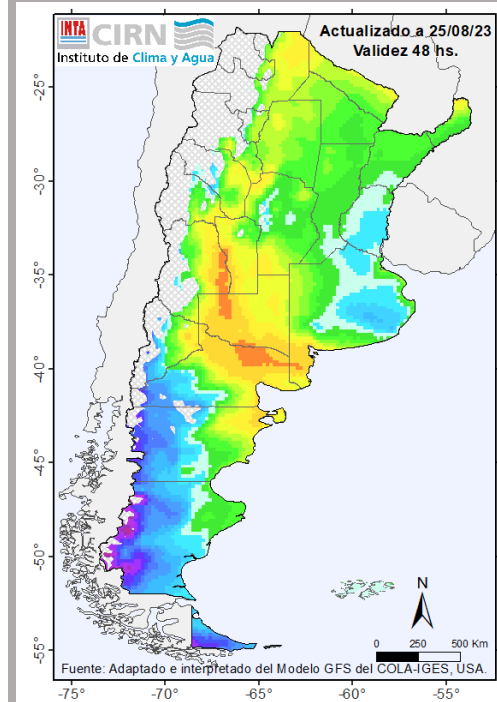 INTA CIRN
Instituto de Clima y Agua
Actualizado a 25/08/23
Validez 48 hs.
-25°
-30°
-35°
-40°
-45°
-50°
-55°
N
0 250 500 Km
Fuente: Adaptado e interpretado del Modelo GFS del COLA-IGES, USA.
-75° -70° -65° -60° -55°